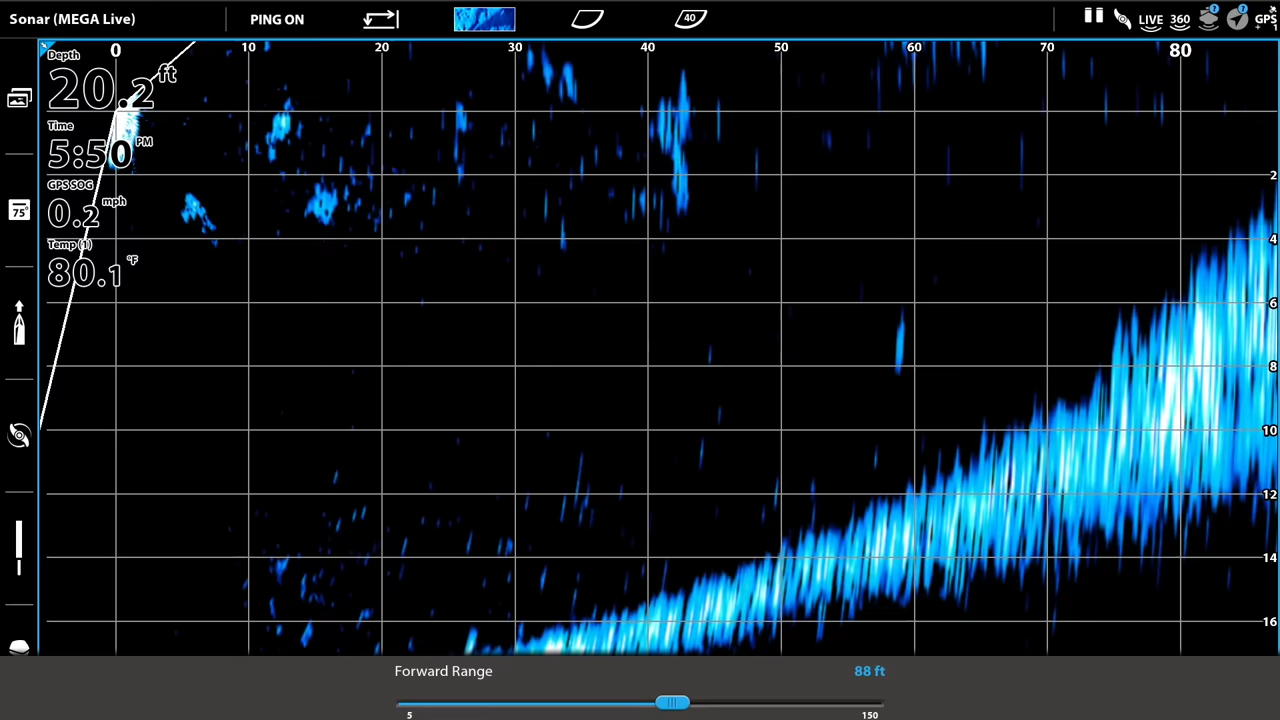 Sonar (MEGA Live)
PING ON
40
LIVE 360 GPS
0 10 20 30 40 50 60 70 80
Depth
20.2 ft
Time
5:50 PM
GPS SOG
0.2 mph
Temp (1)
80.1 °F
75°
2
4
6
8
10
12
14
16
Forward Range 88 ft
5 150